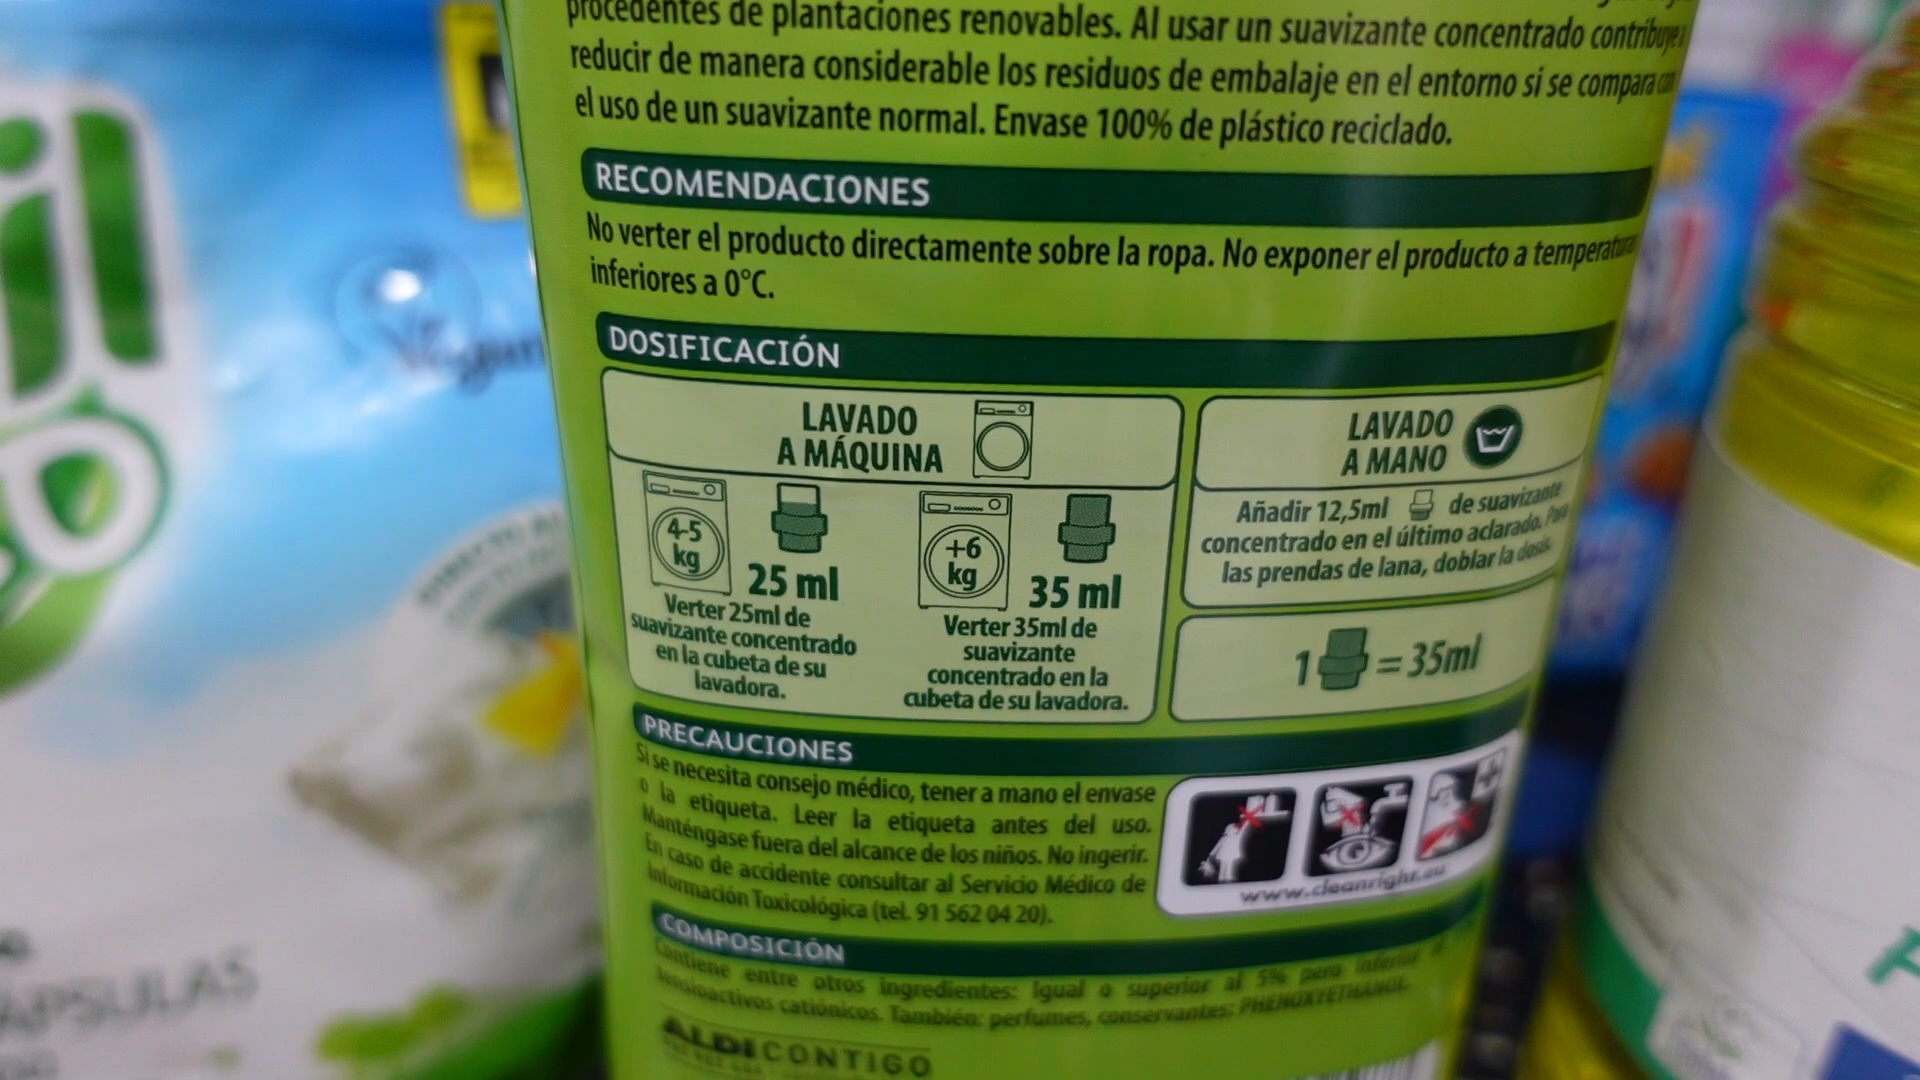 procedentes de plantaciones renovables. Al usar un suavizante concentrado contribuye a
reducir de manera considerable los residuos de embalaje en el entorno si se compara con
el uso de un suavizante normal. Envase 100% de plástico reciclado.
RECOMENDACIONES
No verter el producto directamente sobre la ropa. No exponer el producto a temperaturas
inferiores a 0°C.
DOSIFICACIÓN
LAVADO
A MÁQUINA
4-5
kg
25 ml
Verter 25ml de
suavizante concentrado
en la cubeta de su
lavadora.
+6
kg
35 ml
Verter 35ml de
suavizante
concentrado en la
cubeta de su lavadora.
LAVADO
A MANO
Añadir 12,5ml de suavizante
concentrado en el último aclarado. Para
las prendas de lana, doblar la dosis.
1 = 35ml
PRECAUCIONES
Si se necesita consejo médico, tener a mano el envase
o la etiqueta. Leer la etiqueta antes del uso.
Manténgase fuera del alcance de los niños. No ingerir.
En caso de accidente consultar al Servicio Médico de
Información Toxicológica (tel. 91 562 04 20).
www.cleanright.eu
COMPOSICIÓN
Contiene entre otros ingredientes: Igual o superior al 5% pero inferior al
tensioactivos catiónicos. También: perfumes, conservantes: PHENOXYETHANOL.
ALDI CONTIGO
il
Vegan
APSULAS